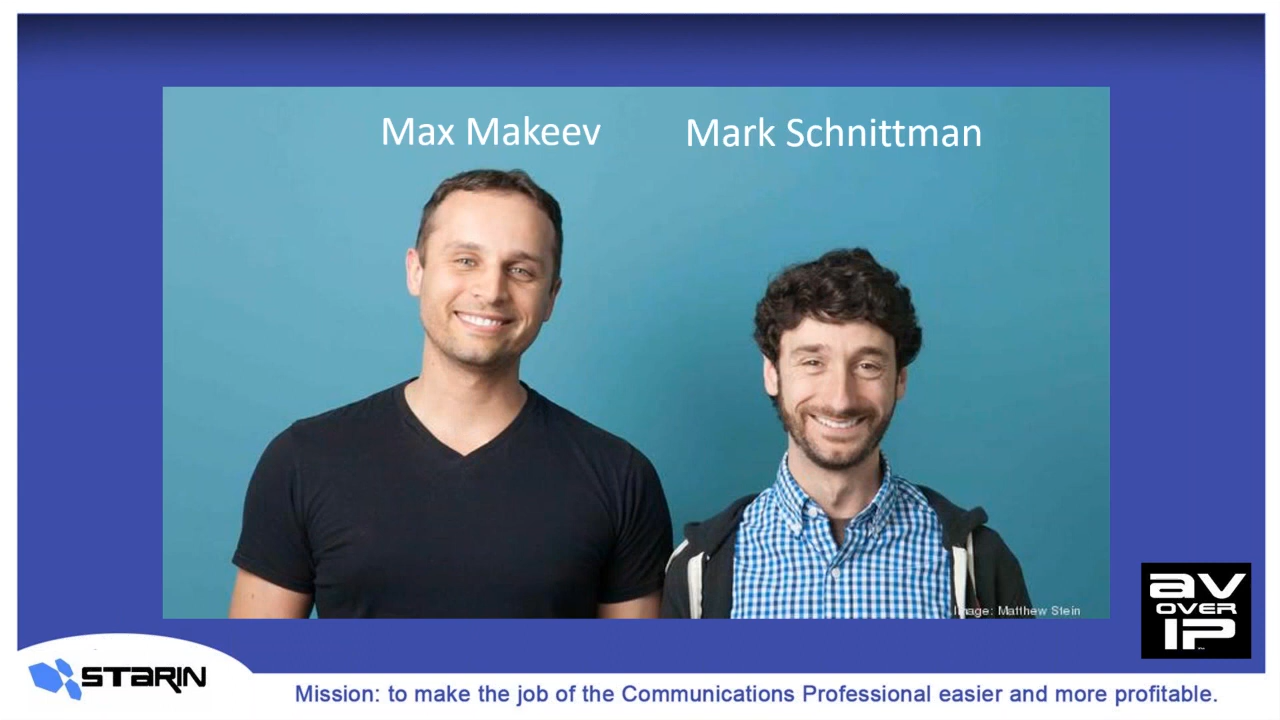 Max Makeev
Mark Schnittman
Image: Matthew Stein
av
OVER
IP
STARIN
Mission: to make the job of the Communications Professional easier and more profitable.